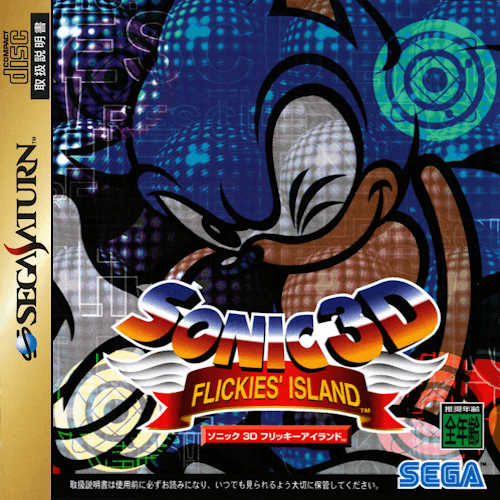 COMPACT
disc
取扱説明書
SEGA SATURN™
SONIC 3D
FLICKIES' ISLAND™
ソニック 3D フリッキーアイランド
推奨年齢
全年齢
取扱説明書は使用前に必ずお読みになり、いつでも見られるよう大切に保管してください。
SEGA